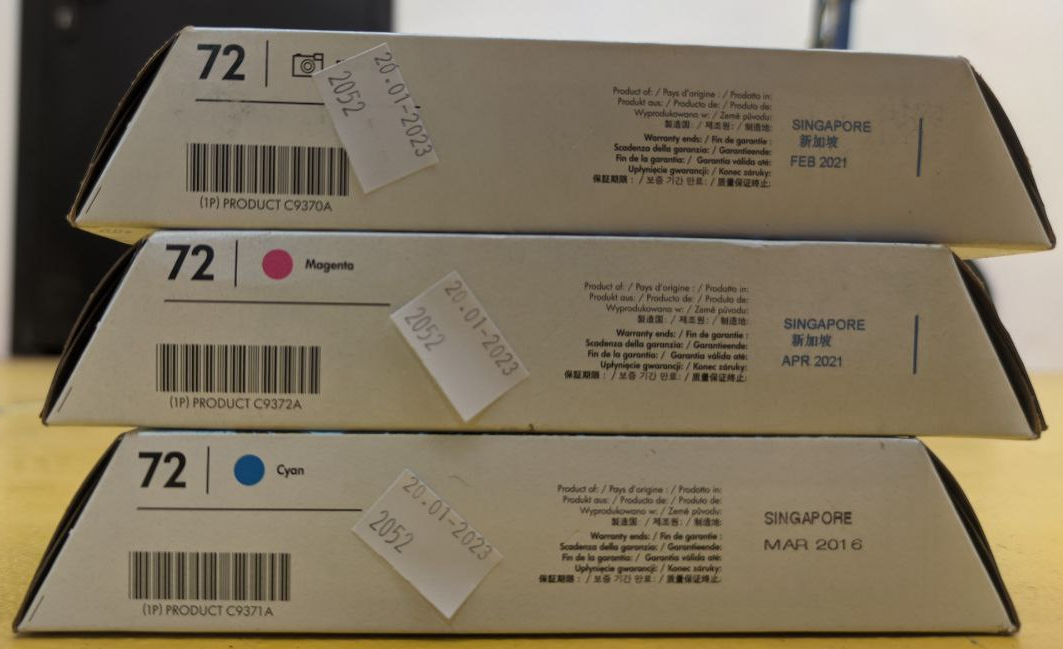 72
20.01-2023
2052
(1P) PRODUCT C9370A
Product of: / Pays d'origine : / Prodotto in:
Produkt aus: / Producto de: / Produto de:
Wyprodukowano w: / Země původu:
製造国: / 제조원: / 制造地:
Warranty ends: / Fin de garantie :
Scadenza della garanzia: / Garantieende:
Fin de la garantía: / Garantia válida até:
Upłynięcie gwarancji: / Konec záruky:
保証期限 : / 보증 기간 만료: / 质量保证终止:
SINGAPORE
新加坡
FEB 2021
72
Magenta
20.01-2023
2052
(1P) PRODUCT C9372A
Product of: / Pays d'origine : / Prodotto in:
Produkt aus: / Producto de: / Produto de:
Wyprodukowano w: / Země původu:
製造国: / 제조원: / 制造地:
Warranty ends: / Fin de garantie :
Scadenza della garanzia: / Garantieende:
Fin de la garantía: / Garantia válida até:
Upłynięcie gwarancji: / Konec záruky:
保証期限 : / 보증 기간 만료: / 质量保证终止:
SINGAPORE
新加坡
APR 2021
72
Cyan
20.01-2023
2052
(1P) PRODUCT C9371A
Product of: / Pays d'origine : / Prodotto in:
Produkt aus: / Producto de: / Produto de:
Wyprodukowano w: / Země původu:
製造国: / 제조원: / 制造地:
Warranty ends: / Fin de garantie :
Scadenza della garanzia: / Garantieende:
Fin de la garantía: / Garantia válida até:
Upłynięcie gwarancji: / Konec záruky:
保証期限 : / 보증 기간 만료: / 质量保证终止:
SINGAPORE
MAR 2016